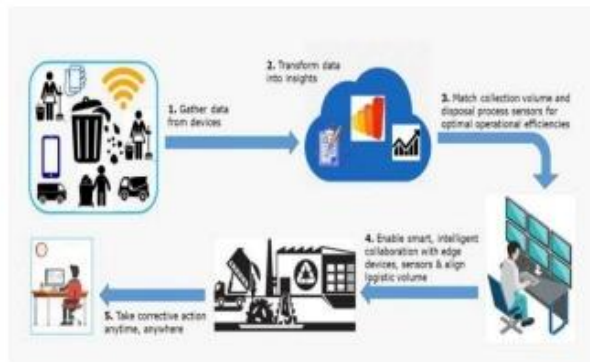 1. Gather data
from devices
2. Transform data
into insights
3. Match collection volume and
disposal process sensors for
optimal operational efficiencies
4. Enable smart, intelligent
collaboration with edge
devices, sensors & align
logistic volume
5. Take corrective action
anytime, anywhere